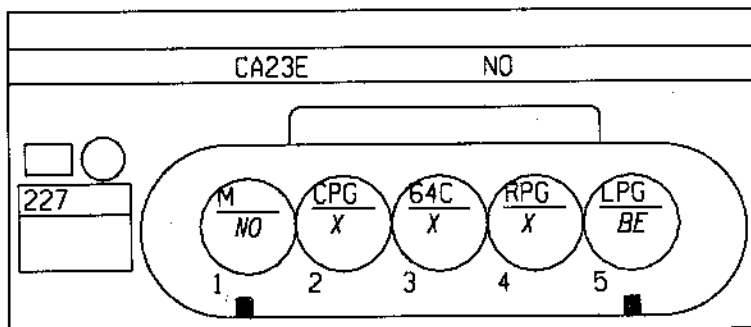 CA23E NO
227
M CPG 64C RPG LPG
NO X X X BE
1 2 3 4 5